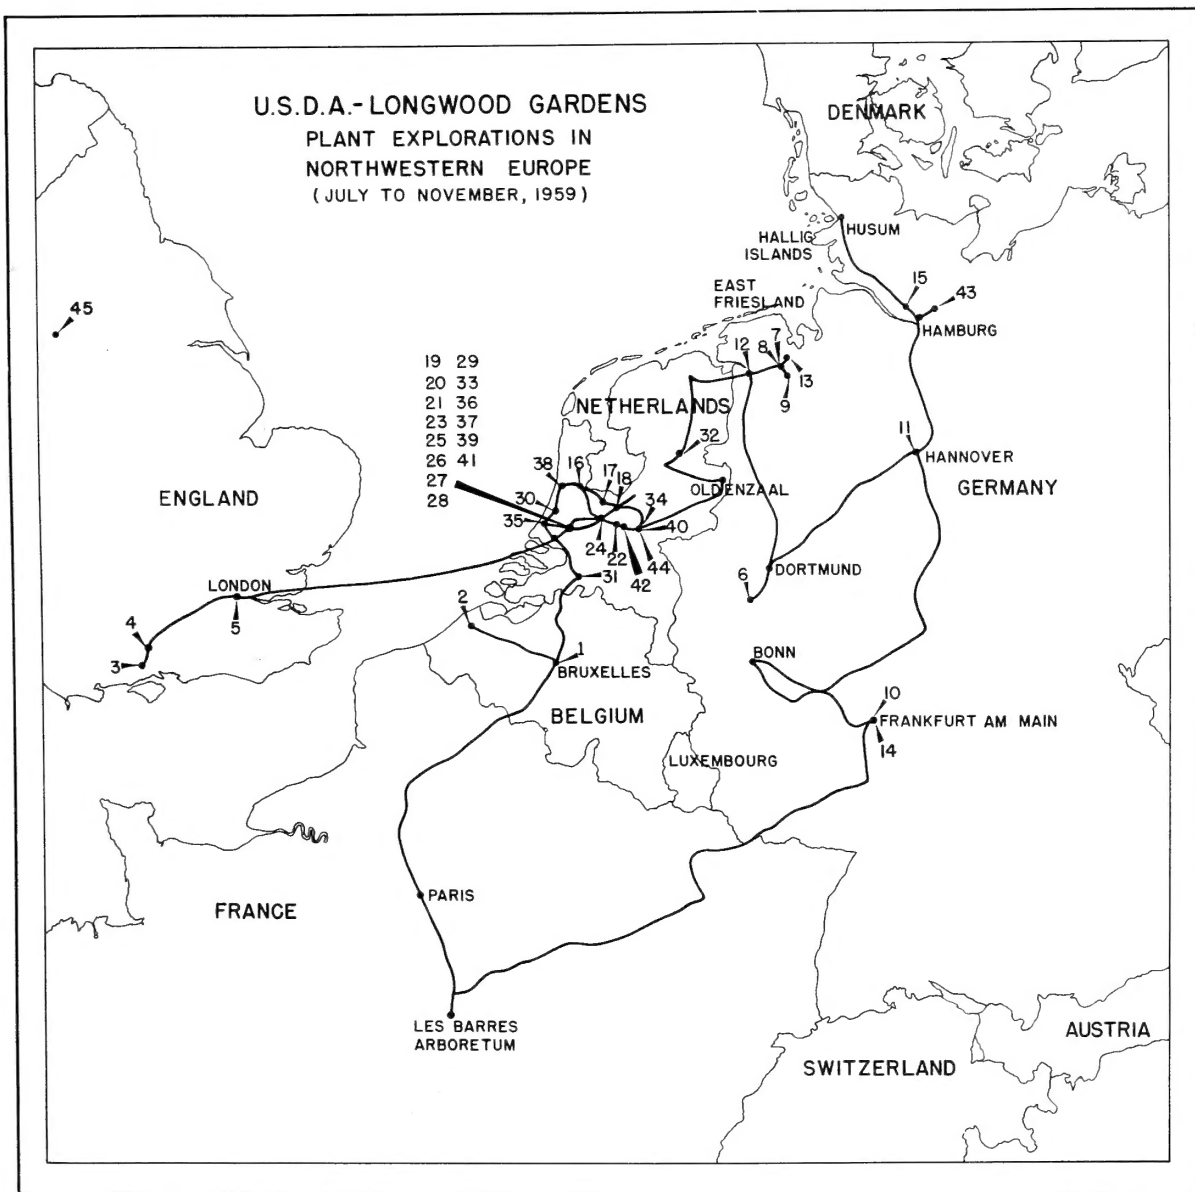 U.S.D.A.-LONGWOOD GARDENS
PLANT EXPLORATIONS IN
NORTHWESTERN EUROPE
(JULY TO NOVEMBER, 1959)
DENMARK
HUSUM
HALLIG
ISLANDS
EAST
FRIESLAND
15
43
HAMBURG
45
12
8
7
13
9
19 29
20 33
21 36
23 37
25 39
26 41
27
28
NETHERLANDS
32
11
HANNOVER
GERMANY
ENGLAND
38
16
17
18
OLDENZAAL
30
34
35
40
24
22
44
42
31
6
DORTMUND
LONDON
5
2
4
3
1
BRUXELLES
BONN
BELGIUM
10
FRANKFURT AM MAIN
14
LUXEMBOURG
PARIS
FRANCE
LES BARRES
ARBORETUM
AUSTRIA
SWITZERLAND